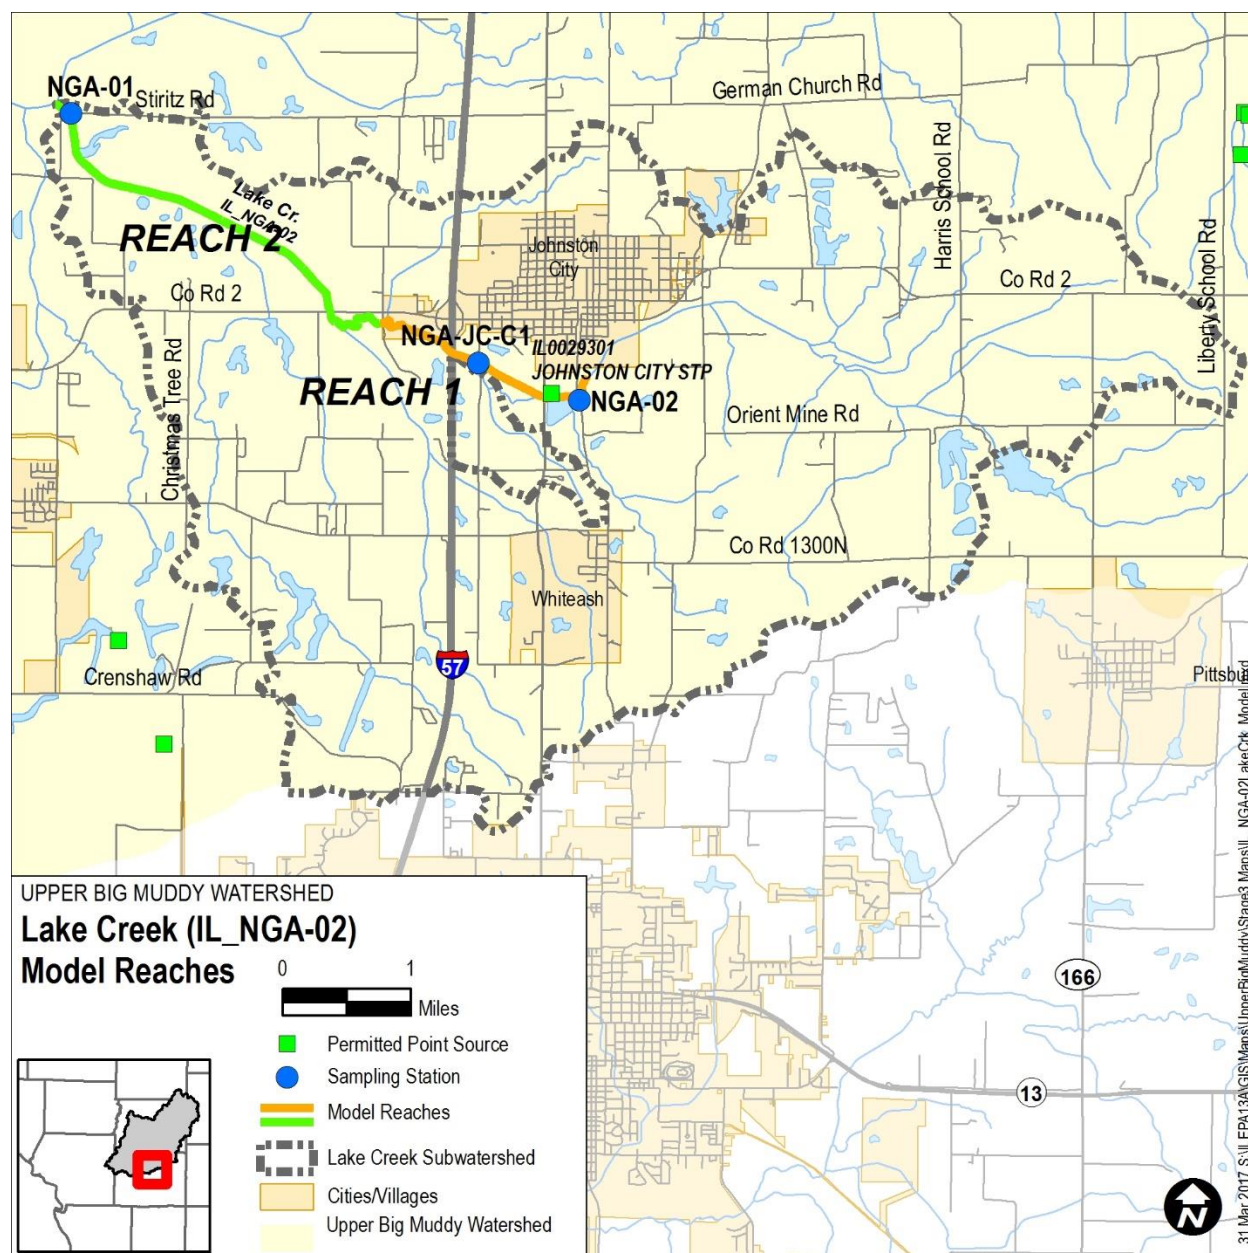 NGA-01
Stiritz Rd
German Church Rd
Harris School Rd
Liberty School Rd
Lake Cr.
IL_NGA-02
REACH 2
Johnston
City
Co Rd 2
Co Rd 2
Christmas Tree Rd
NGA-JC-C1
IL0029301
JOHNSTON CITY STP
REACH 1
NGA-02
Orient Mine Rd
Co Rd 1300N
Whiteash
57
Crenshaw Rd
Pittsburg
166
13
UPPER BIG MUDDY WATERSHED
Lake Creek (IL_NGA-02)
Model Reaches
0 1
Miles
Permitted Point Source
Sampling Station
Model Reaches
Lake Creek Subwatershed
Cities/Villages
Upper Big Muddy Watershed
N